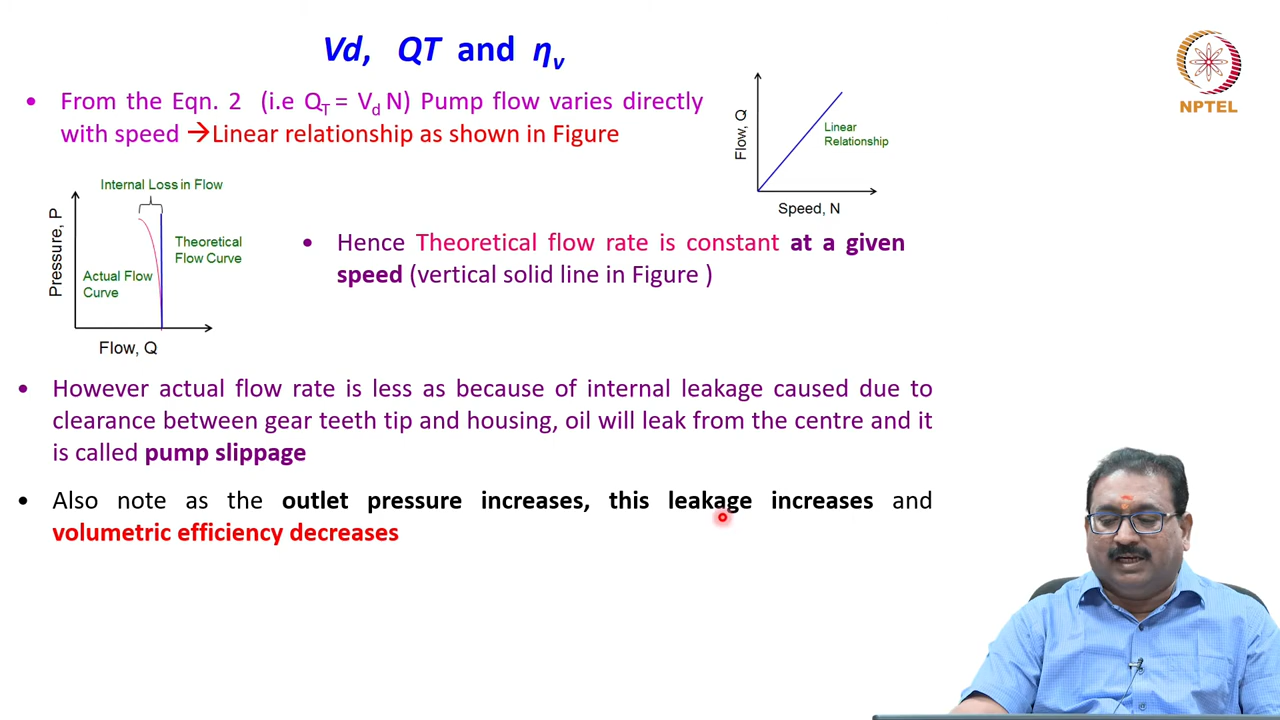 Vd, QT and ηv
• From the Eqn. 2 (i.e QT = Vd N) Pump flow varies directly
with speed →Linear relationship as shown in Figure
Flow, Q
Linear
Relationship
Speed, N
NPTEL
Internal Loss in Flow
Pressure, P
Theoretical
Flow Curve
Actual Flow
Curve
Flow, Q
• Hence Theoretical flow rate is constant at a given
speed (vertical solid line in Figure )
• However actual flow rate is less as because of internal leakage caused due to
clearance between gear teeth tip and housing, oil will leak from the centre and it
is called pump slippage
• Also note as the outlet pressure increases, this leakage increases and
volumetric efficiency decreases